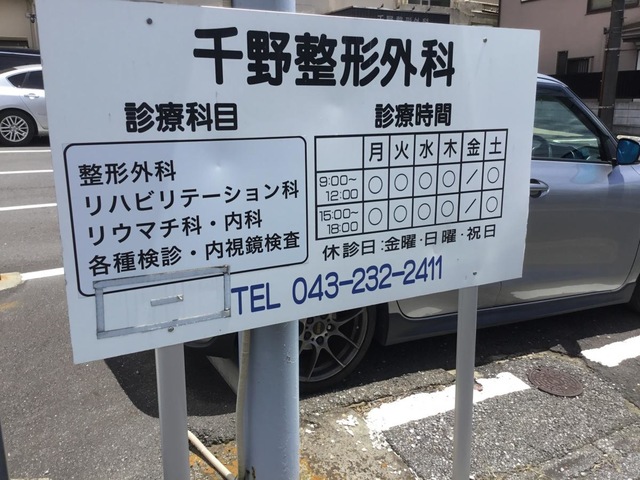 千野整形外科
診療科目
整形外科
リハビリテーション科
リウマチ科・内科
各種検診・内視鏡検査
診療時間
月 火 水 木 金 土
9:00~12:00 ○ ○ ○ ○ / ○
15:00~18:00 ○ ○ ○ ○ / ○
休診日:金曜・日曜・祝日
TEL 043-232-2411